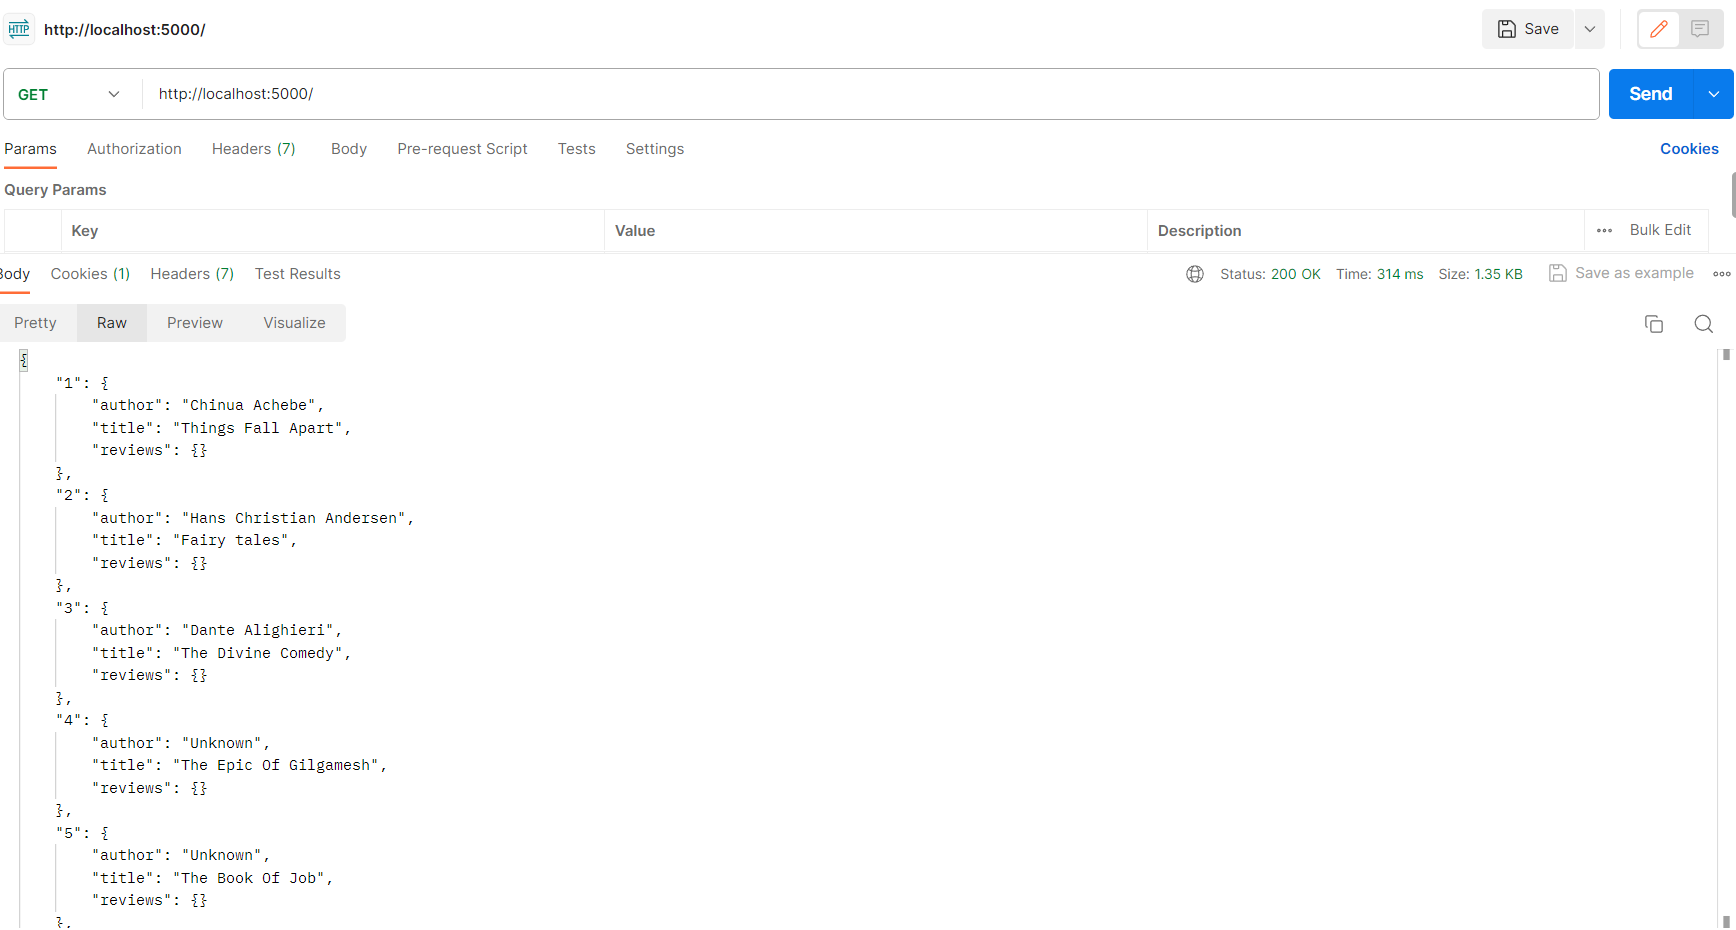 HTTP http://localhost:5000/ Save
GET http://localhost:5000/ Send
Params Authorization Headers (7) Body Pre-request Script Tests Settings Cookies
Query Params
Key Value Description Bulk Edit
Body Cookies (1) Headers (7) Test Results Status: 200 OK Time: 314 ms Size: 1.35 KB Save as example
Pretty Raw Preview Visualize
{
    "1": {
        "author": "Chinua Achebe",
        "title": "Things Fall Apart",
        "reviews": {}
    },
    "2": {
        "author": "Hans Christian Andersen",
        "title": "Fairy tales",
        "reviews": {}
    },
    "3": {
        "author": "Dante Alighieri",
        "title": "The Divine Comedy",
        "reviews": {}
    },
    "4": {
        "author": "Unknown",
        "title": "The Epic Of Gilgamesh",
        "reviews": {}
    },
    "5": {
        "author": "Unknown",
        "title": "The Book Of Job",
        "reviews": {}
    },